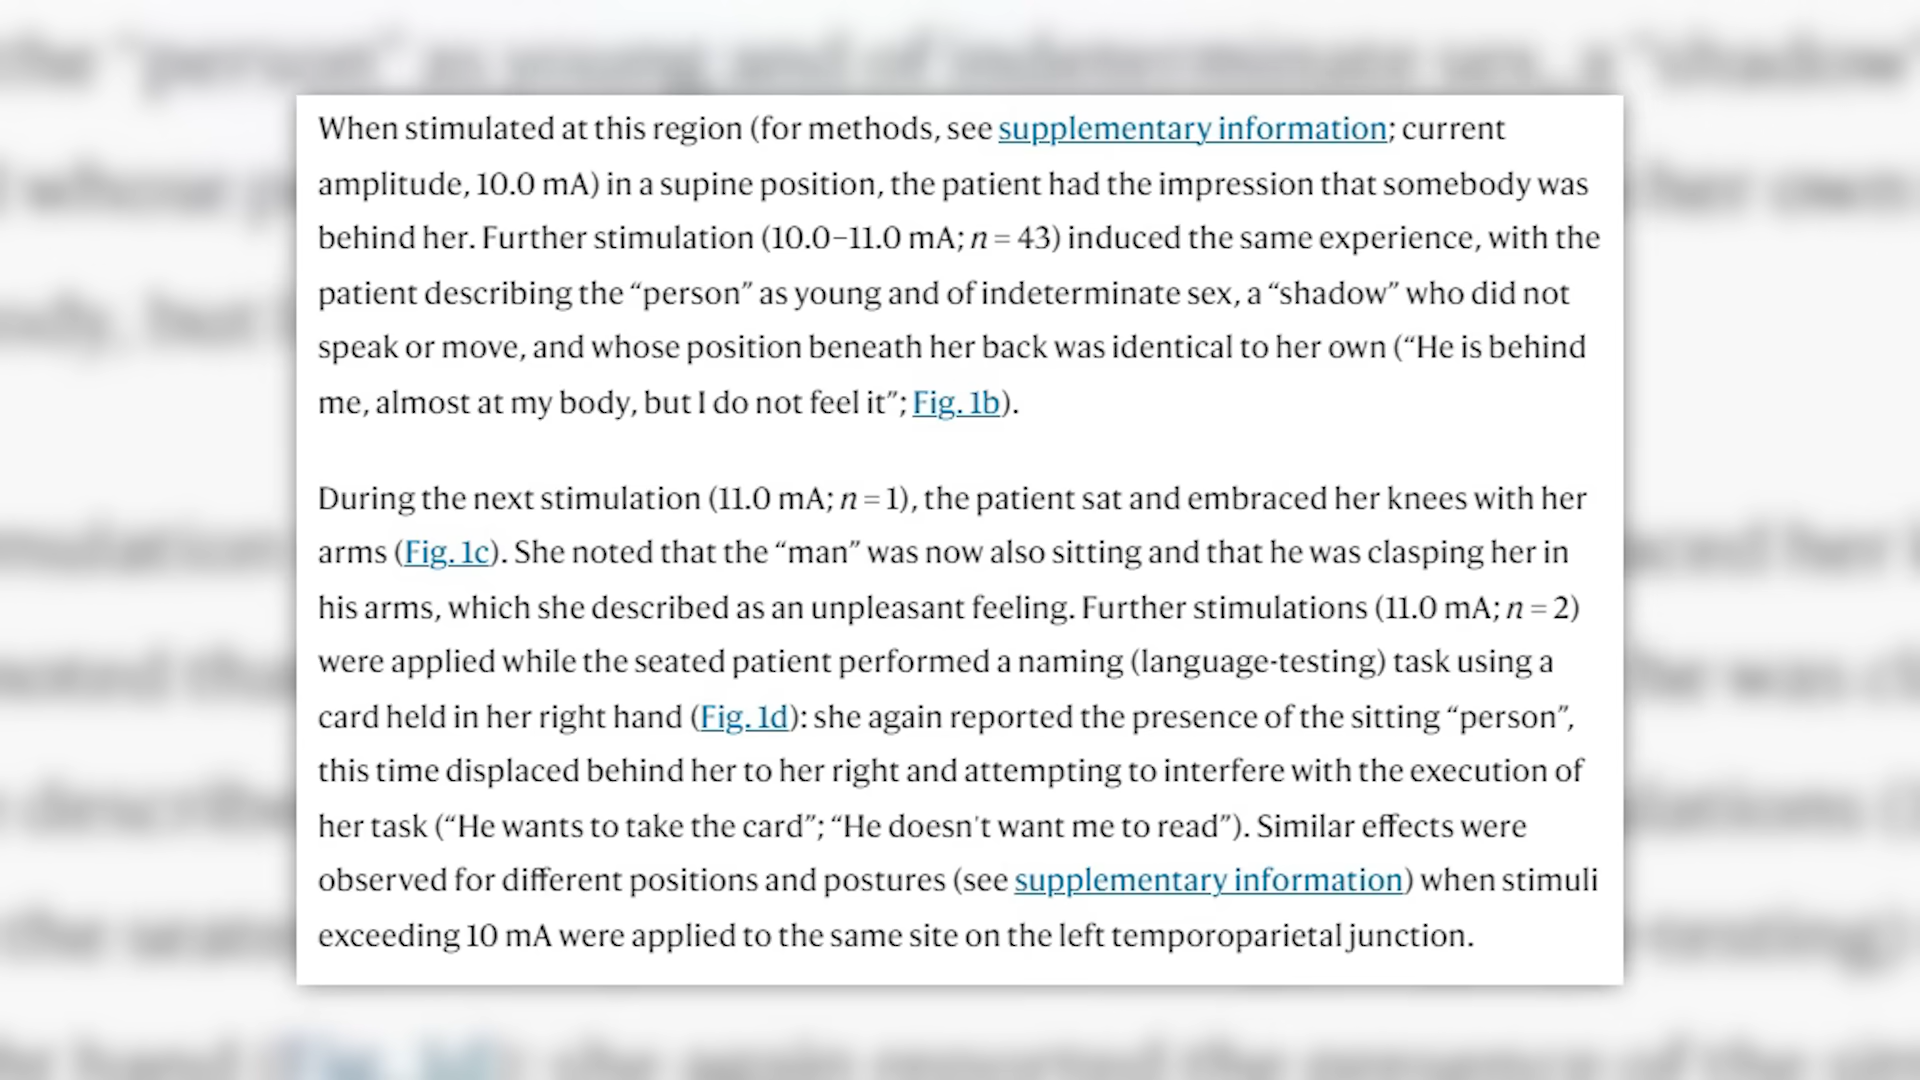 When stimulated at this region (for methods, see supplementary information; current
amplitude, 10.0 mA) in a supine position, the patient had the impression that somebody was
behind her. Further stimulation (10.0–11.0 mA; n = 43) induced the same experience, with the
patient describing the “person” as young and of indeterminate sex, a “shadow” who did not
speak or move, and whose position beneath her back was identical to her own (“He is behind
me, almost at my body, but I do not feel it”; Fig. 1b).
During the next stimulation (11.0 mA; n = 1), the patient sat and embraced her knees with her
arms (Fig. 1c). She noted that the “man” was now also sitting and that he was clasping her in
his arms, which she described as an unpleasant feeling. Further stimulations (11.0 mA; n = 2)
were applied while the seated patient performed a naming (language-testing) task using a
card held in her right hand (Fig. 1d): she again reported the presence of the sitting “person”,
this time displaced behind her to her right and attempting to interfere with the execution of
her task (“He wants to take the card”; “He doesn't want me to read”). Similar effects were
observed for different positions and postures (see supplementary information) when stimuli
exceeding 10 mA were applied to the same site on the left temporoparietal junction.